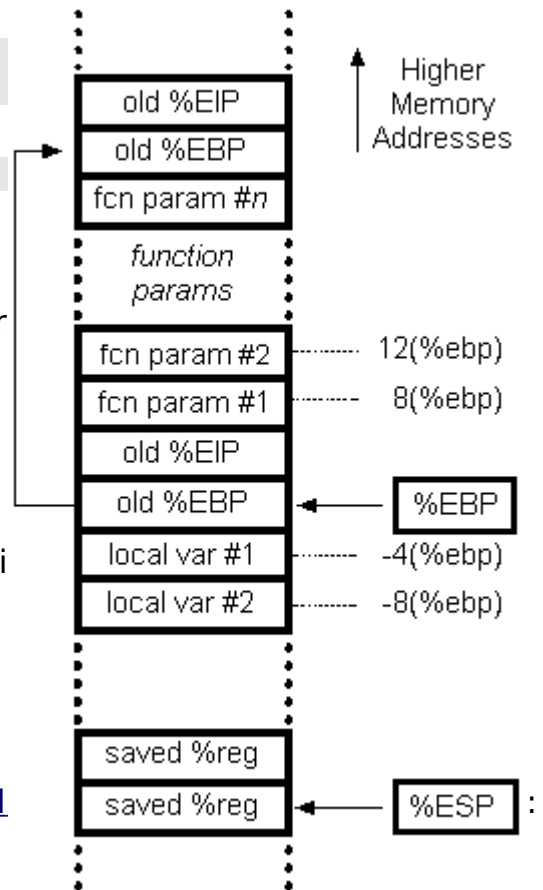 old %EIP
Higher
Memory
Addresses
old %EBP
fcn param #n
function
params
r
fcn param #2 12(%ebp)
fcn param #1 8(%ebp)
old %EIP
old %EBP %EBP
i
local var #1 -4(%ebp)
local var #2 -8(%ebp)
saved %reg
saved %reg %ESP :